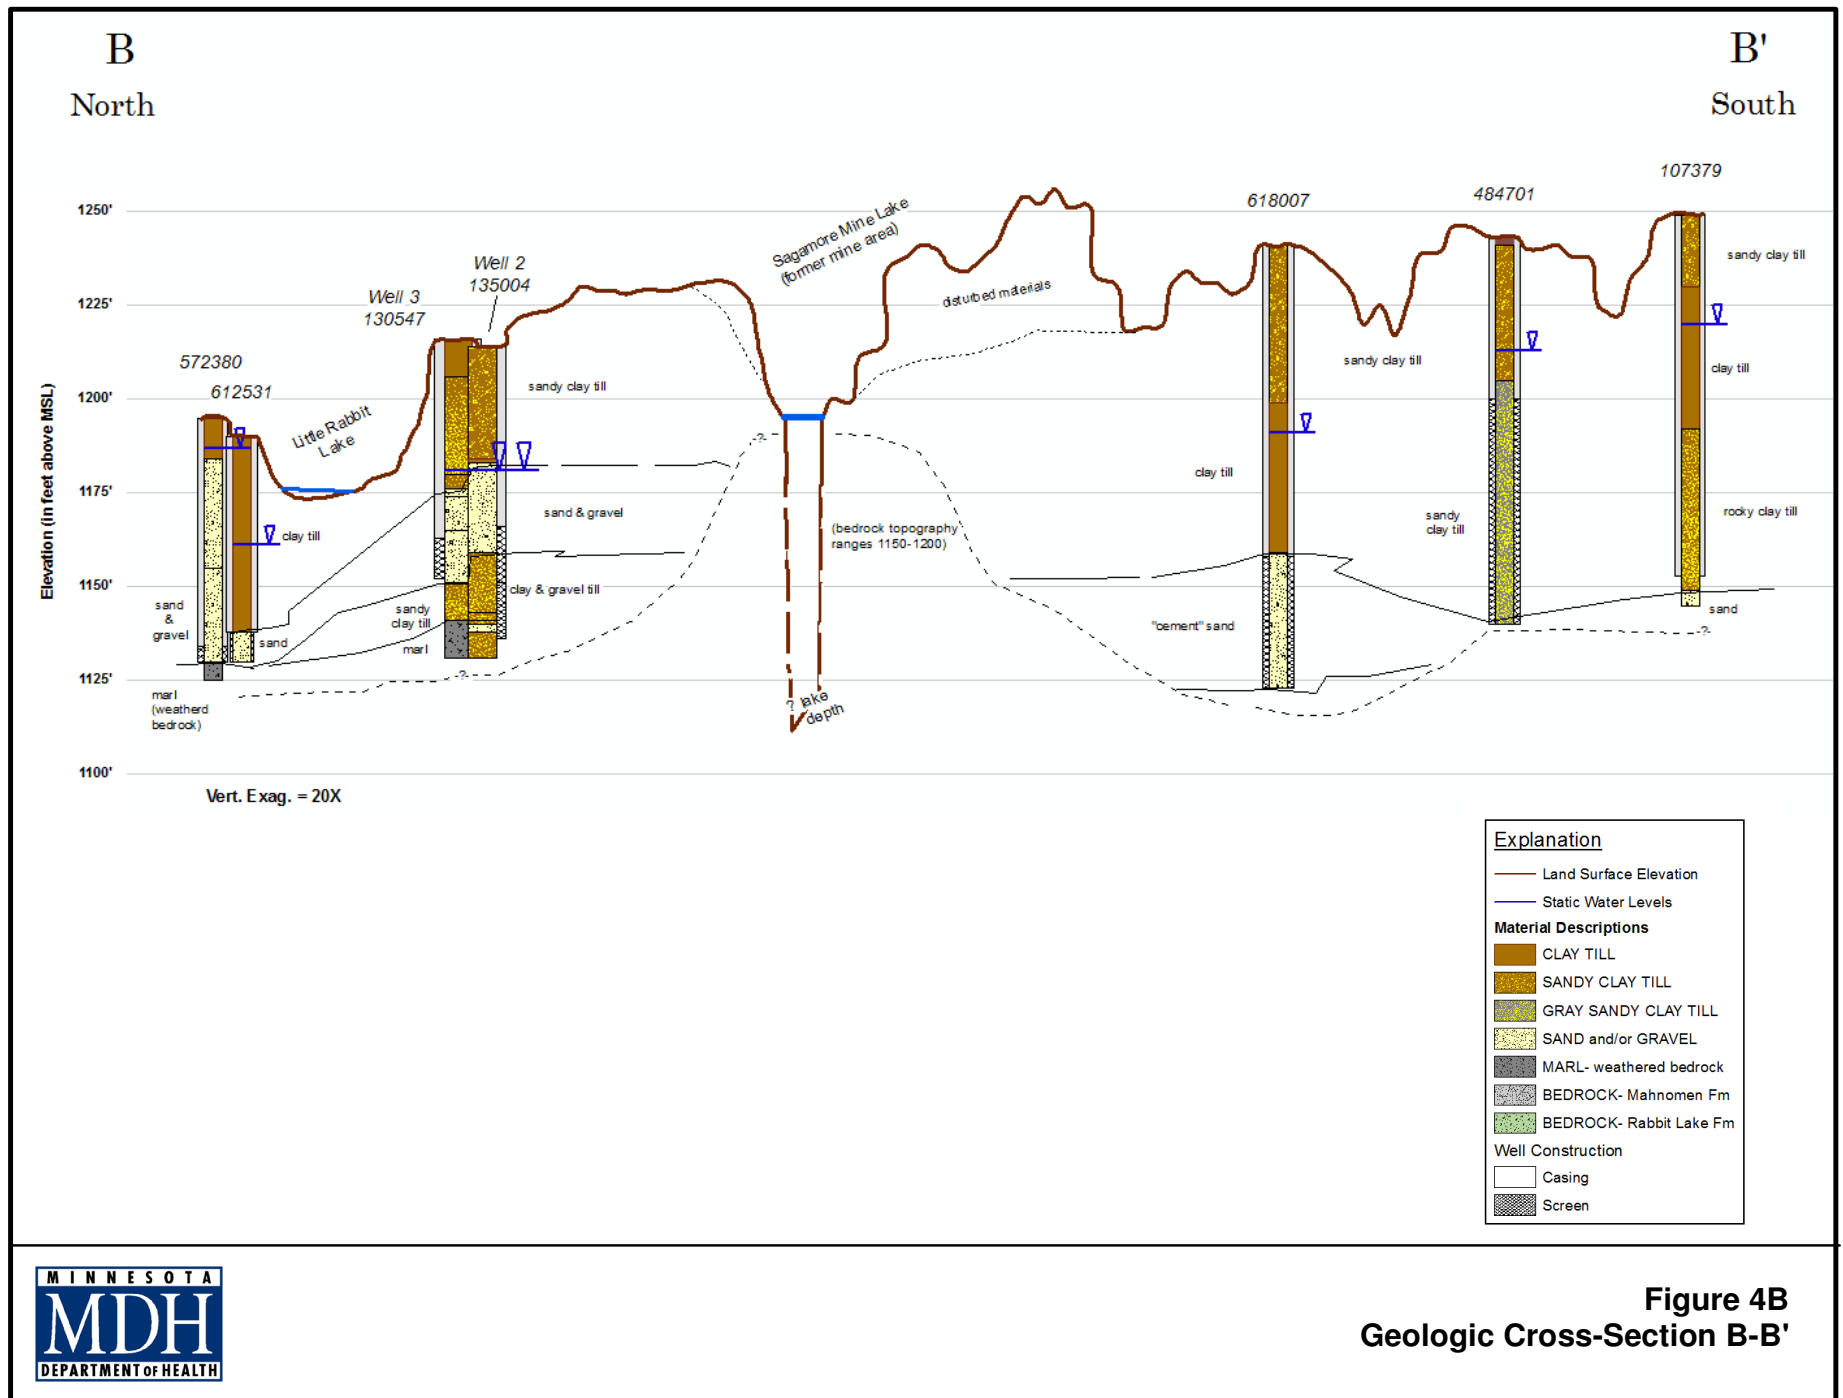 B
North
B'
South
107379
484701
618007
Sagamore Mine Lake
(former mine area)
Well 2
135004
Well 3
130547
572380
612531
Little Rabbit
Lake
1250'
1225'
1200'
1175'
1150'
1125'
1100'
Elevation (in feet above MSL)
disturbed materials
sandy clay till
sandy clay till
sandy clay till
clay till
clay till
clay till
sand & gravel
sandy
clay till
rocky clay till
(bedrock topography
ranges 1150-1200)
clay & gravel till
sand
&
gravel
sand
sandy
clay till
marl
"cement" sand
sand
marl
(weatherd
bedrock)
-?-
-?-
-?-
? lake
depth
Vert. Exag. = 20X
Explanation
Land Surface Elevation
Static Water Levels
Material Descriptions
CLAY TILL
SANDY CLAY TILL
GRAY SANDY CLAY TILL
SAND and/or GRAVEL
MARL- weathered bedrock
BEDROCK- Mahnomen Fm
BEDROCK- Rabbit Lake Fm
Well Construction
Casing
Screen
MINNESOTA
MDH
DEPARTMENT OF HEALTH
Figure 4B
Geologic Cross-Section B-B'